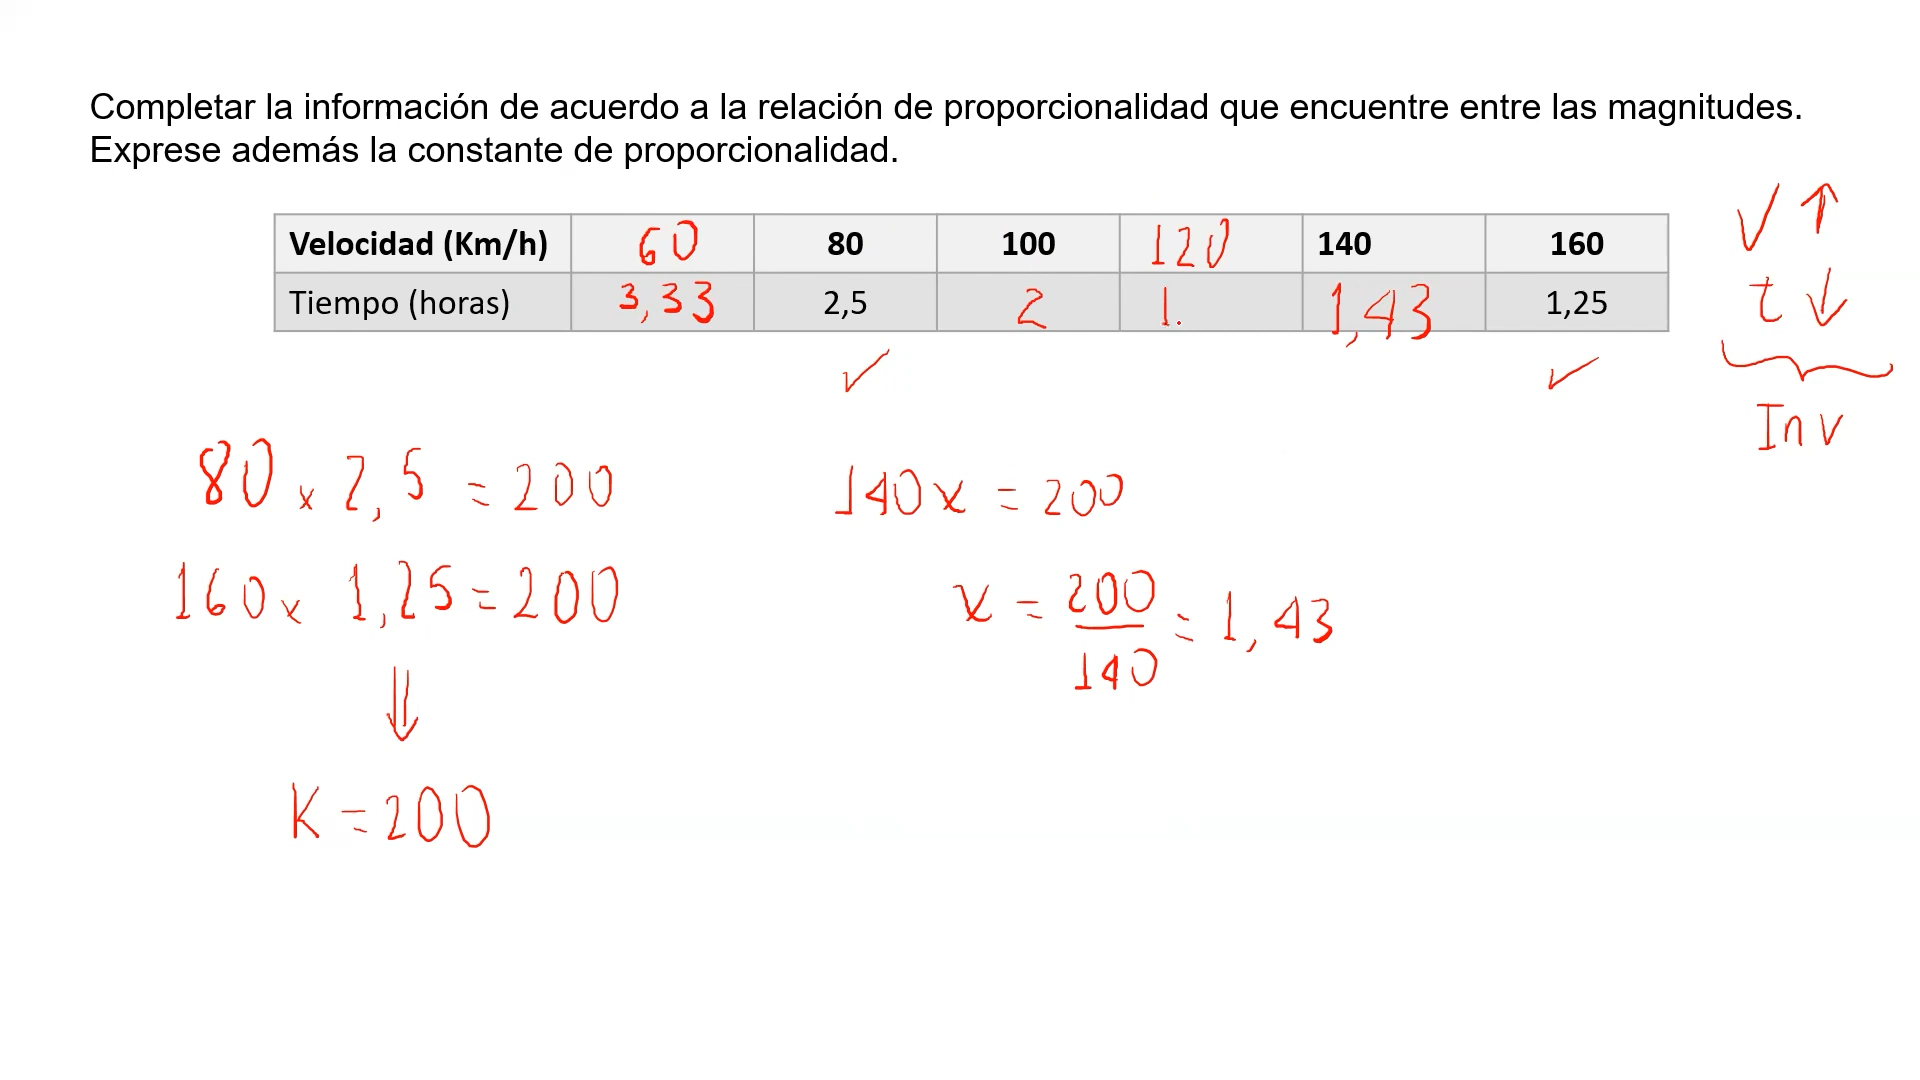 Completar la información de acuerdo a la relación de proporcionalidad que encuentre entre las magnitudes.
Exprese además la constante de proporcionalidad.
Velocidad (Km/h) 60 80 100 120 140 160
Tiempo (horas) 3,33 2,5 2 1. 1,43 1,25
V ↑
t ↓
Inv
80 x 2,5 = 200
160 x 1,25 = 200
⇓
K = 200
140x = 200
x = 200/140 = 1,43